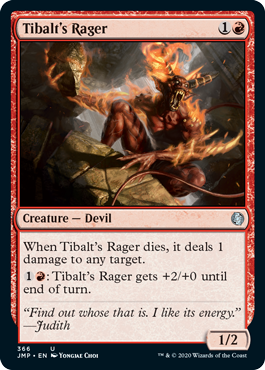 Tibalt's Rager 1
Creature — Devil
When Tibalt's Rager dies, it deals 1
damage to any target.
1 : Tibalt's Rager gets +2/+0 until
end of turn.
"Find out whose that is. I like its energy."
—Judith
1/2
366 U
JMP • EN YONGJAE CHOI
™ & © 2020 Wizards of the Coast